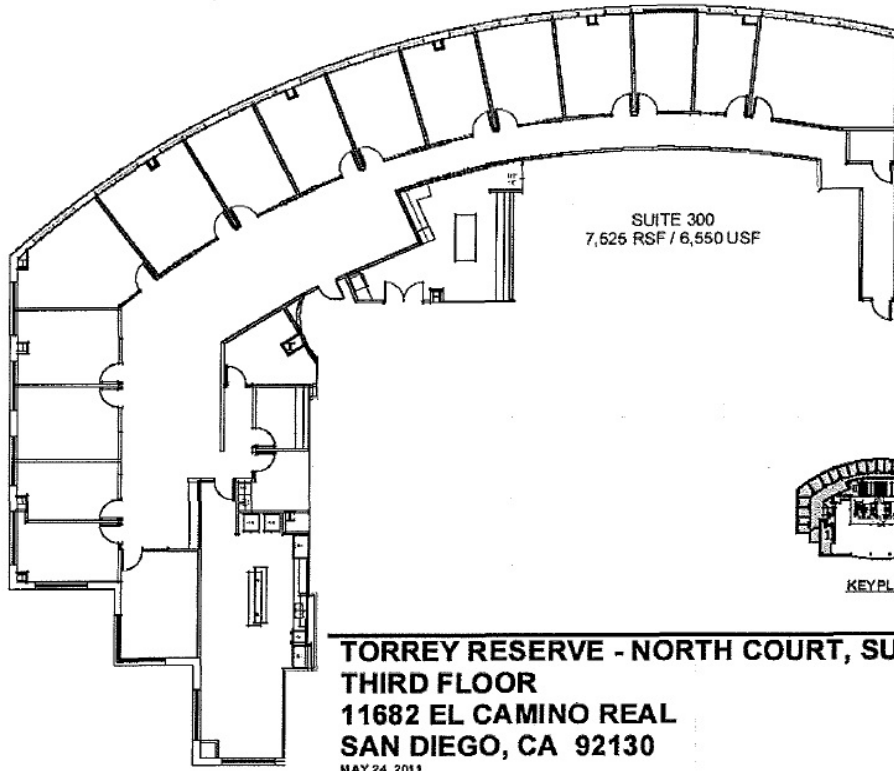 SUITE 300
7,525 RSF / 6,550 USF
KEYPL
TORREY RESERVE - NORTH COURT, SU
THIRD FLOOR
11682 EL CAMINO REAL
SAN DIEGO, CA 92130
MAY 24, 2011